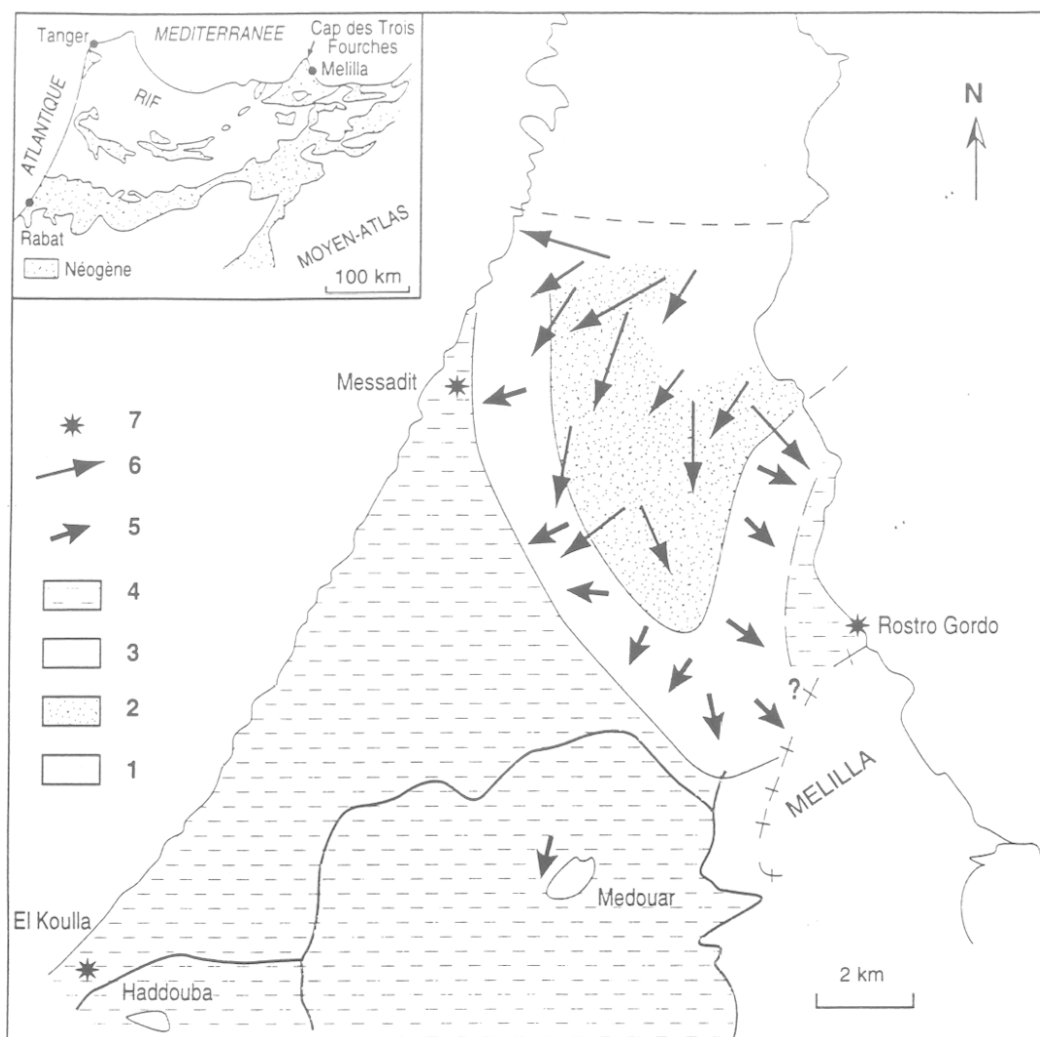 Tanger
MEDITERRANEE
Cap des Trois
Fourches
Melilla
ATLANTIQUE
RIF
Rabat
MOYEN-ATLAS
Néogène
100 km
N
Messadit
7
6
5
4
3
2
1
Rostro Gordo
?
MELILLA
Medouar
El Koulla
Haddouba
2 km